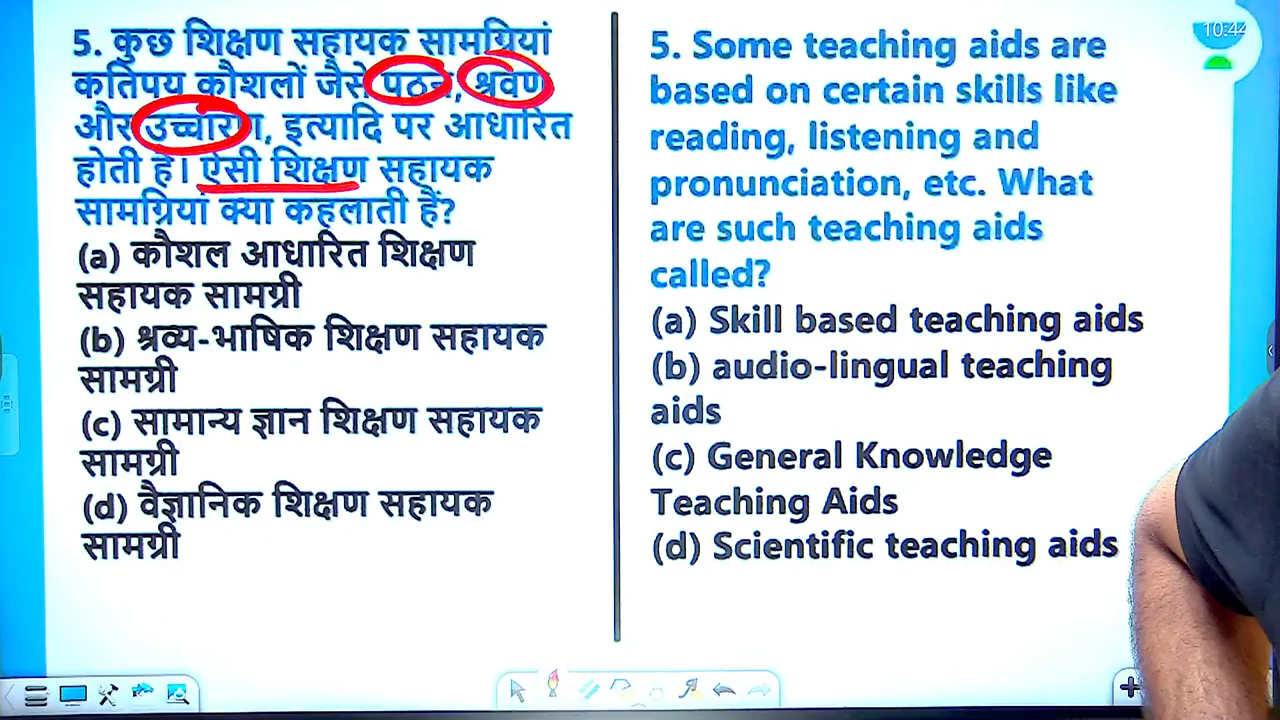 5. कुछ शिक्षण सहायक सामग्रियां
कतिपय कौशलों जैसे पठन, श्रवण
और उच्चारण, इत्यादि पर आधारित
होती है। ऐसी शिक्षण सहायक
सामग्रियां क्या कहलाती हैं?
(a) कौशल आधारित शिक्षण
सहायक सामग्री
(b) श्रव्य-भाषिक शिक्षण सहायक
सामग्री
(c) सामान्य ज्ञान शिक्षण सहायक
सामग्री
(d) वैज्ञानिक शिक्षण सहायक
सामग्री
5. Some teaching aids are
based on certain skills like
reading, listening and
pronunciation, etc. What
are such teaching aids
called?
(a) Skill based teaching aids
(b) audio-lingual teaching
aids
(c) General Knowledge
Teaching Aids
(d) Scientific teaching aids
10:44